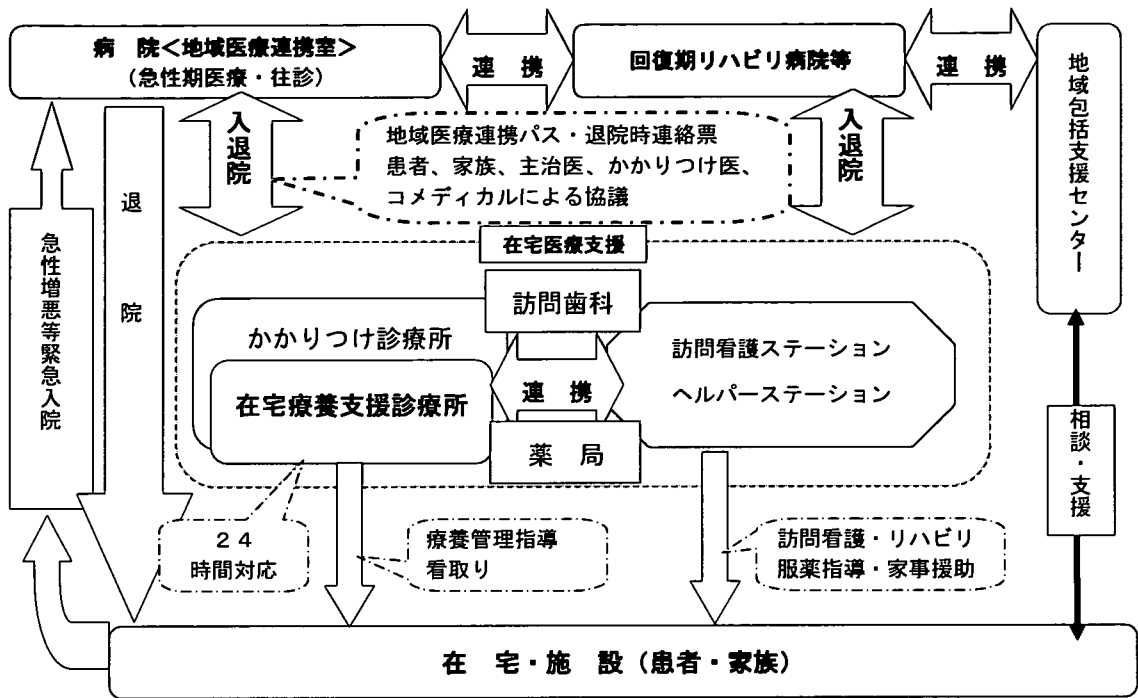 病　院＜地域医療連携室＞
(急性期医療・往診)
連　携
回復期リハビリ病院等
連　携
地域包括支援センター
入退院
地域医療連携パス・退院時連絡票
患者、家族、主治医、かかりつけ医、
コメディカルによる協議
入退院
退　院
急性増悪等緊急入院
在宅医療支援
訪問歯科
かかりつけ診療所
在宅療養支援診療所
連　携
薬　局
訪問看護ステーション
ヘルパーステーション
相談・支援
２４
時間対応
療養管理指導
看取り
訪問看護・リハビリ
服薬指導・家事援助
在　宅・施　設（患者・家族）